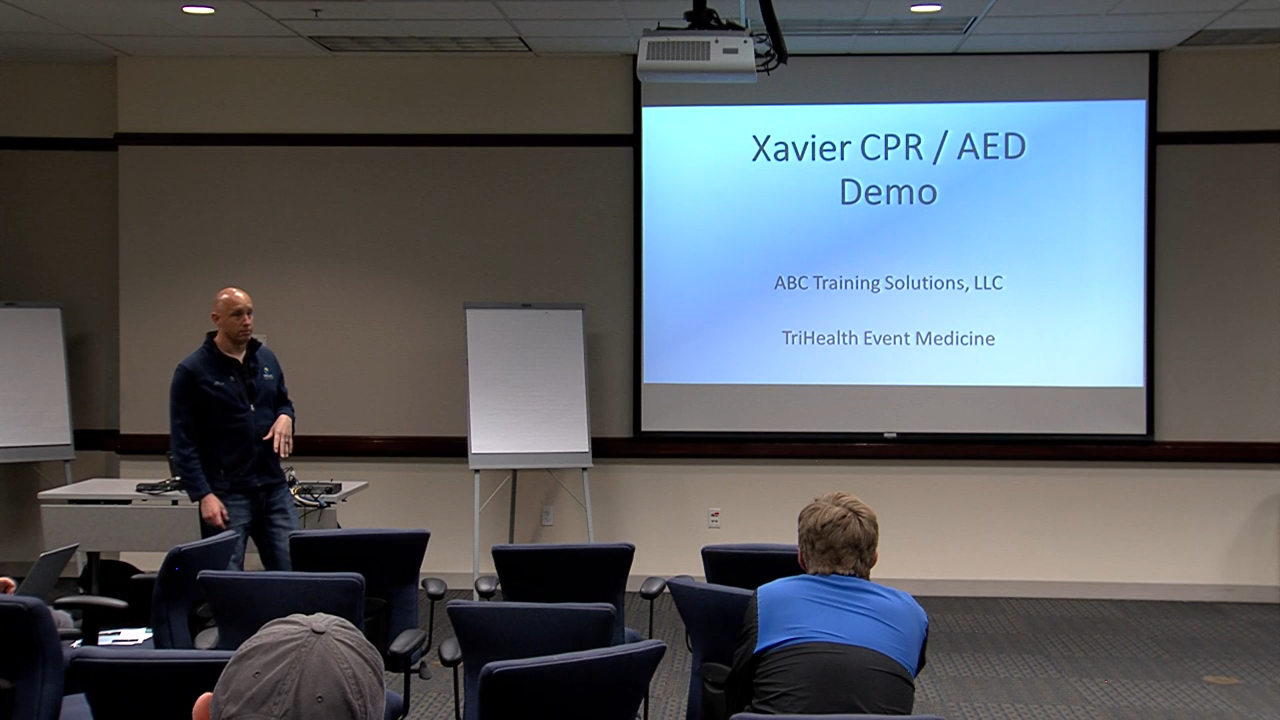 Xavier CPR / AED
Demo
ABC Training Solutions, LLC
TriHealth Event Medicine